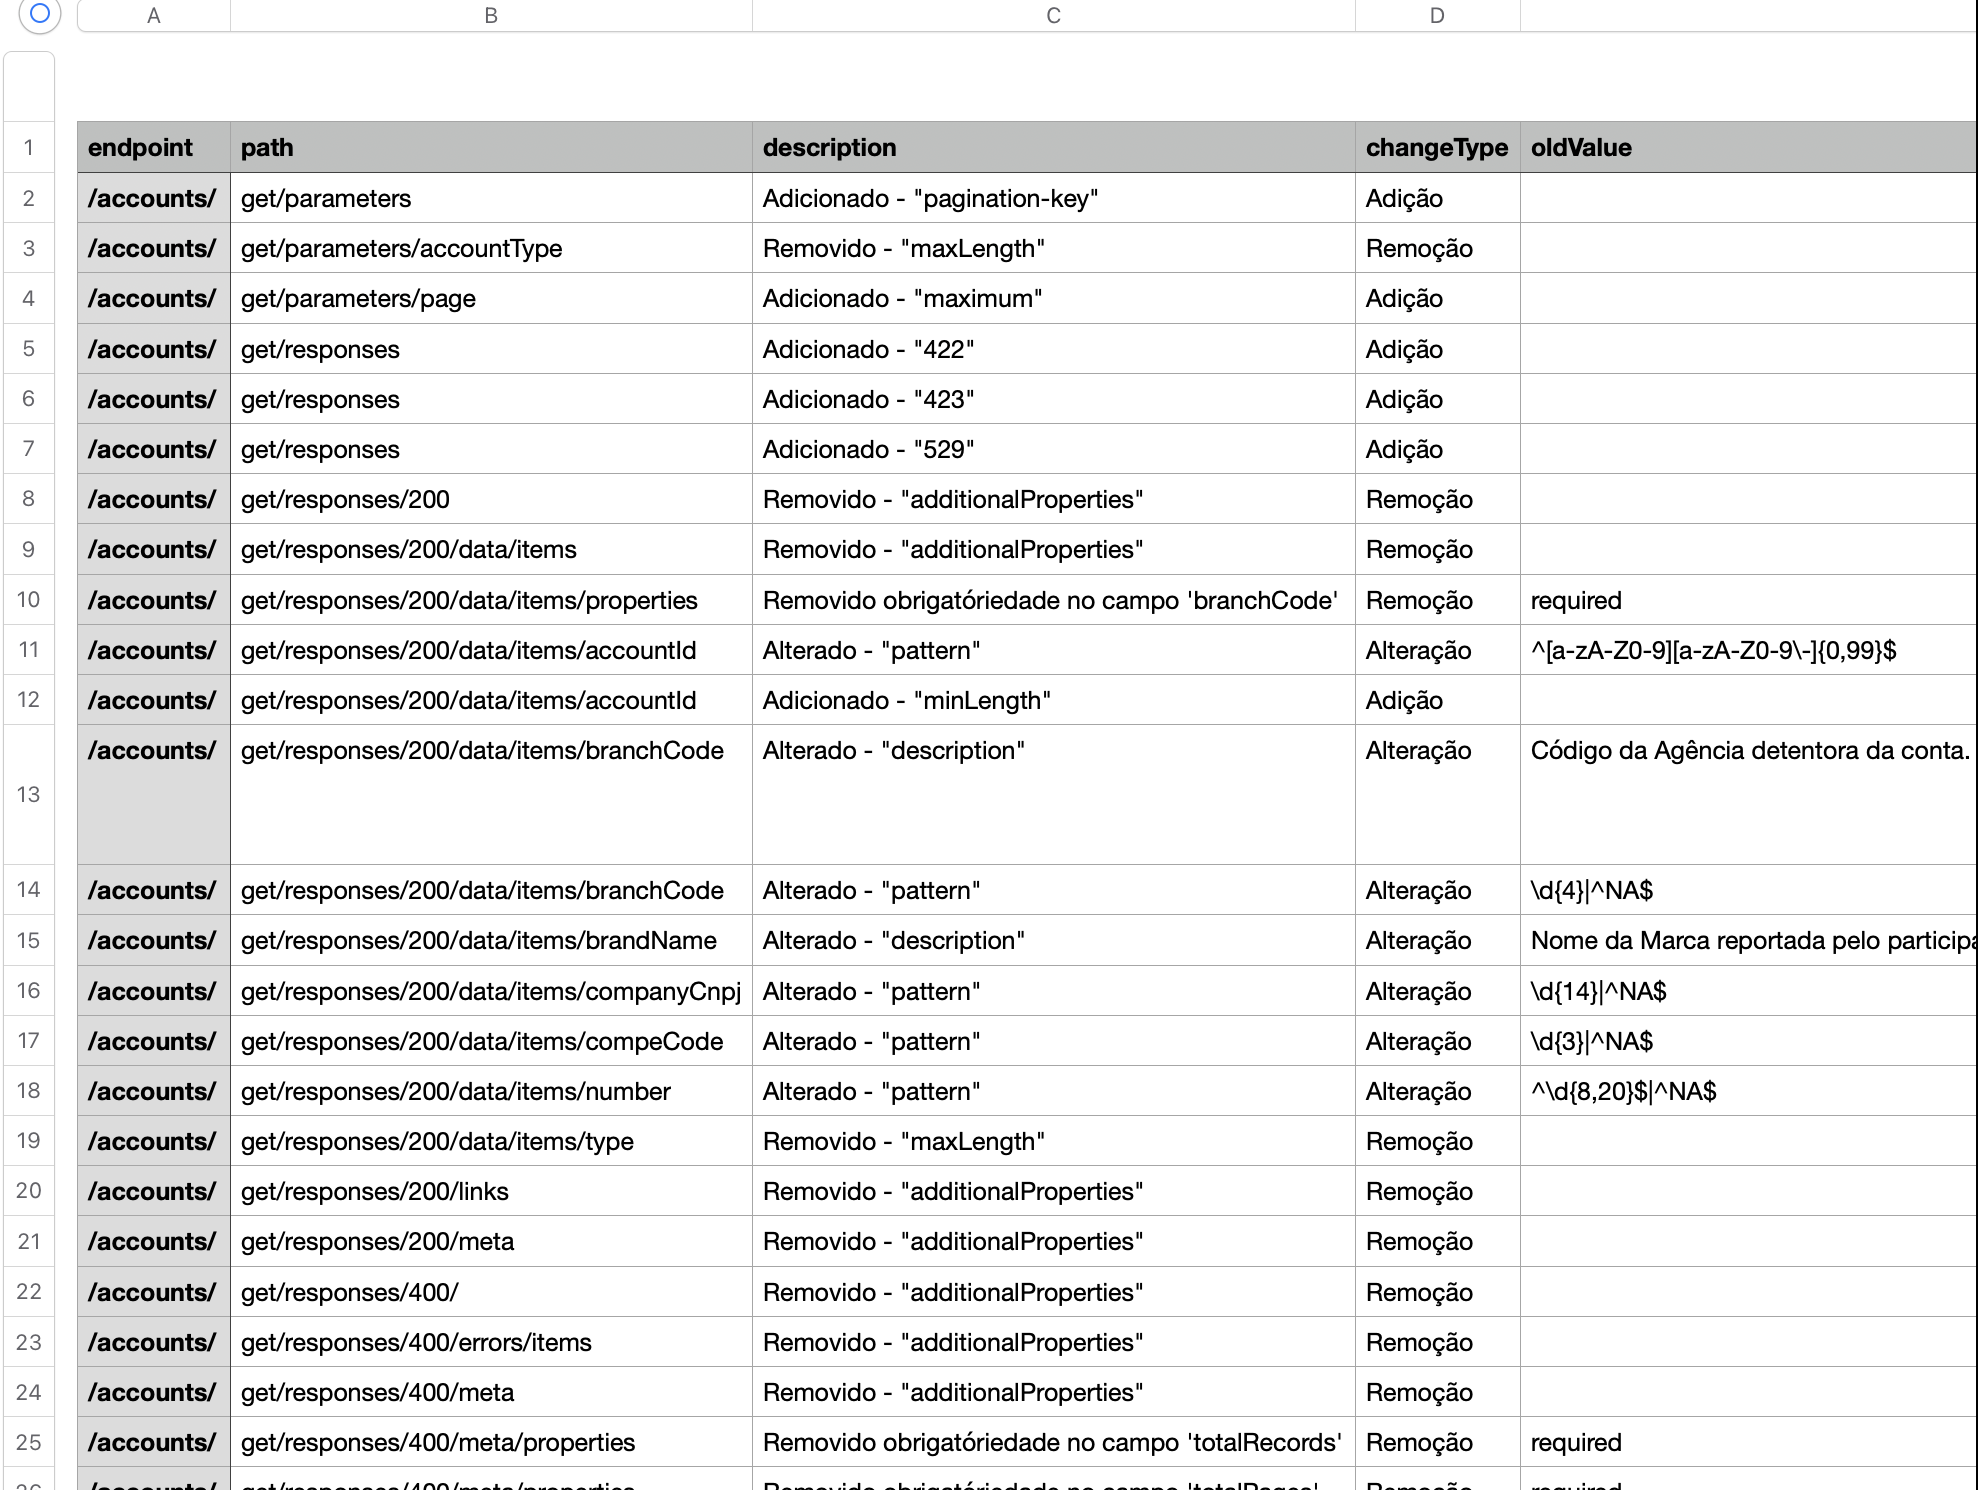 A B C D
1 endpoint path description changeType oldValue
2 /accounts/ get/parameters Adicionado - "pagination-key" Adição
3 /accounts/ get/parameters/accountType Removido - "maxLength" Remoção
4 /accounts/ get/parameters/page Adicionado - "maximum" Adição
5 /accounts/ get/responses Adicionado - "422" Adição
6 /accounts/ get/responses Adicionado - "423" Adição
7 /accounts/ get/responses Adicionado - "529" Adição
8 /accounts/ get/responses/200 Removido - "additionalProperties" Remoção
9 /accounts/ get/responses/200/data/items Removido - "additionalProperties" Remoção
10 /accounts/ get/responses/200/data/items/properties Removido obrigatóriedade no campo 'branchCode' Remoção required
11 /accounts/ get/responses/200/data/items/accountId Alterado - "pattern" Alteração ^[a-zA-Z0-9][a-zA-Z0-9\-]{0,99}$
12 /accounts/ get/responses/200/data/items/accountId Adicionado - "minLength" Adição
13 /accounts/ get/responses/200/data/items/branchCode Alterado - "description" Alteração Código da Agência detentora da conta.
14 /accounts/ get/responses/200/data/items/branchCode Alterado - "pattern" Alteração \d{4}|^NA$
15 /accounts/ get/responses/200/data/items/brandName Alterado - "description" Alteração Nome da Marca reportada pelo particip
16 /accounts/ get/responses/200/data/items/companyCnpj Alterado - "pattern" Alteração \d{14}|^NA$
17 /accounts/ get/responses/200/data/items/compeCode Alterado - "pattern" Alteração \d{3}|^NA$
18 /accounts/ get/responses/200/data/items/number Alterado - "pattern" Alteração ^\d{8,20}$|^NA$
19 /accounts/ get/responses/200/data/items/type Removido - "maxLength" Remoção
20 /accounts/ get/responses/200/links Removido - "additionalProperties" Remoção
21 /accounts/ get/responses/200/meta Removido - "additionalProperties" Remoção
22 /accounts/ get/responses/400/ Removido - "additionalProperties" Remoção
23 /accounts/ get/responses/400/errors/items Removido - "additionalProperties" Remoção
24 /accounts/ get/responses/400/meta Removido - "additionalProperties" Remoção
25 /accounts/ get/responses/400/meta/properties Removido obrigatóriedade no campo 'totalRecords' Remoção required
26 /accounts/ get/responses/400/meta/properties Removido obrigatóriedade no campo 'totalPages' Remoção required